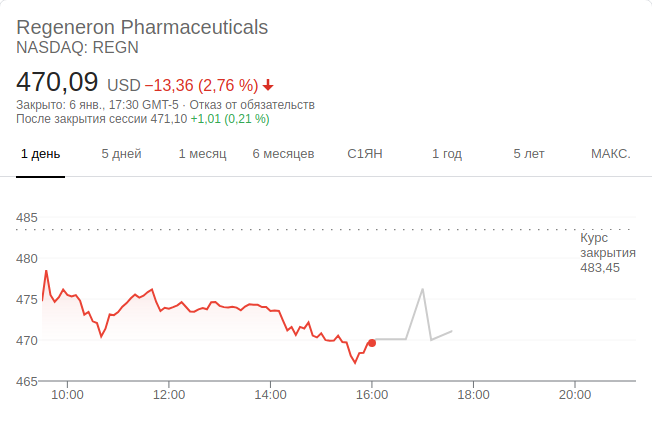 Regeneron Pharmaceuticals
NASDAQ: REGN
470,09 USD −13,36 (2,76 %)
Закрыто: 6 янв., 17:30 GMT-5 · Отказ от обязательств
После закрытия сессии 471,10 +1,01 (0,21 %)
1 день 5 дней 1 месяц 6 месяцев С1ЯН 1 год 5 лет МАКС.
485
Курс
закрытия
483,45
480
475
470
465
10:00 12:00 14:00 16:00 18:00 20:00